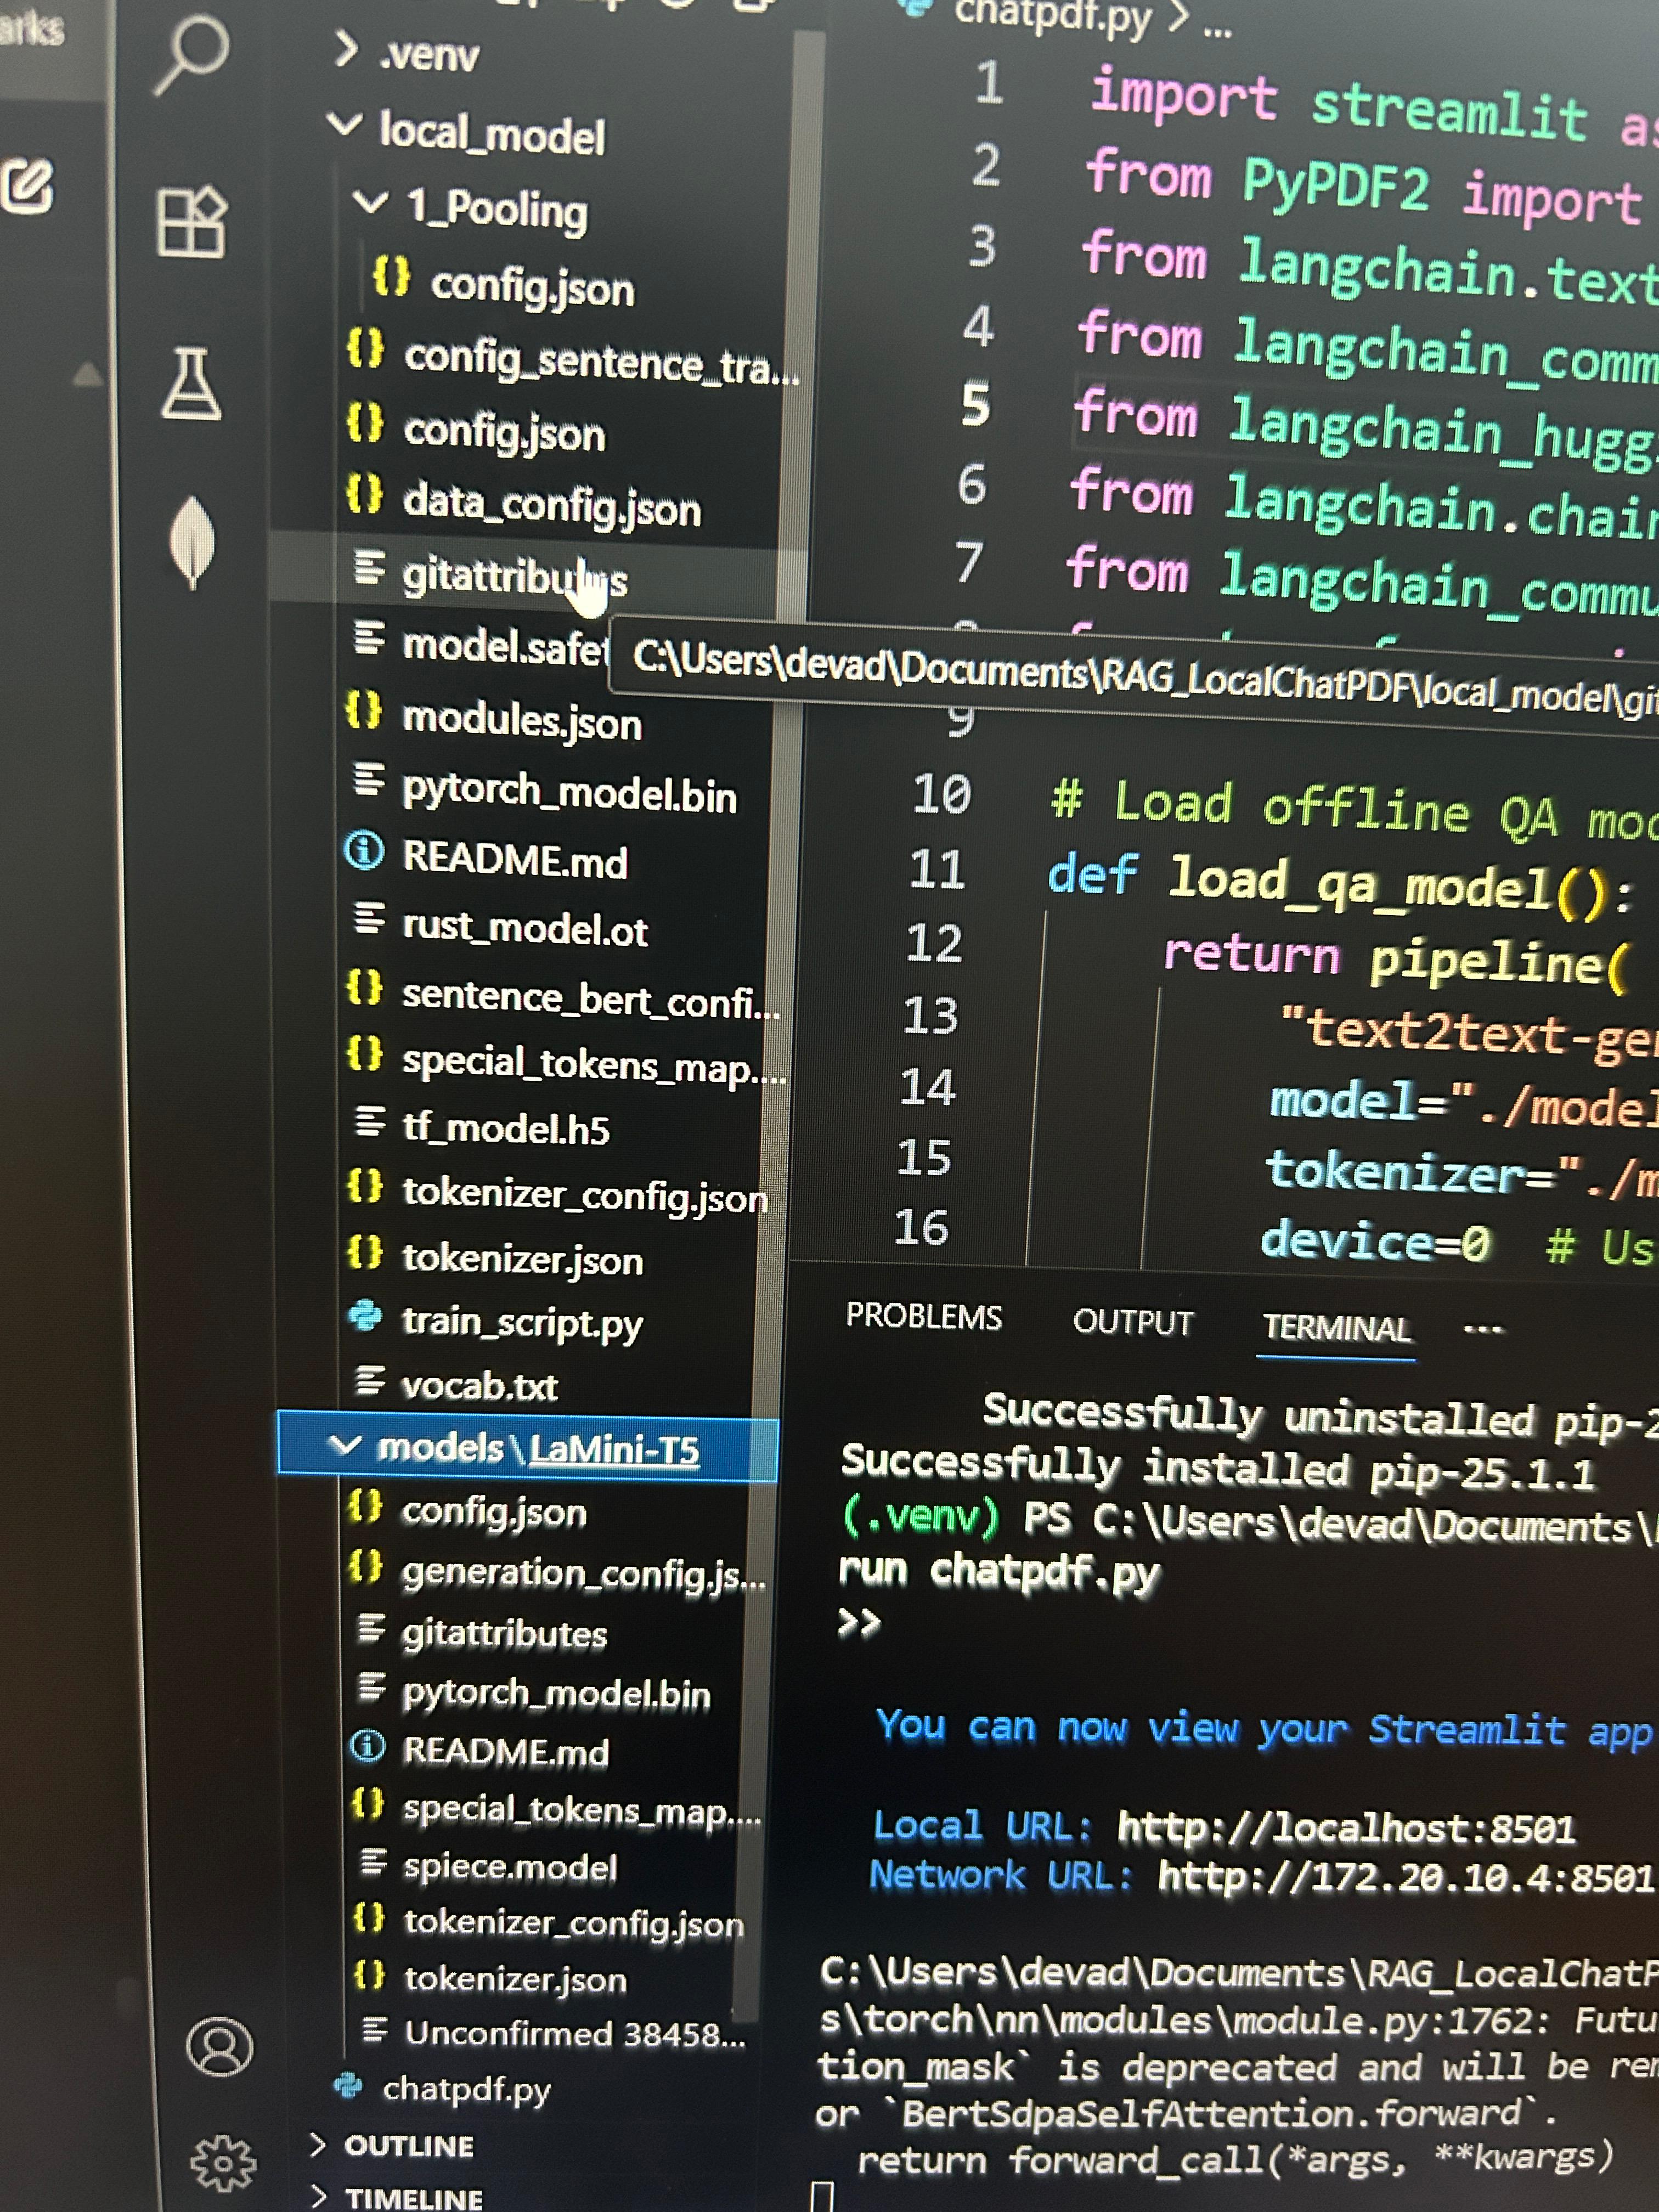 arks
.venv
local_model
1_Pooling
config.json
config_sentence_tra...
config.json
data_config.json
gitattributes
model.safet
modules.json
pytorch_model.bin
README.md
rust_model.ot
sentence_bert_confi...
special_tokens_map....
tf_model.h5
tokenizer_config.json
tokenizer.json
train_script.py
vocab.txt
models\LaMini-T5
config.json
generation_config.js...
gitattributes
pytorch_model.bin
README.md
special_tokens_map....
spiece.model
tokenizer_config.json
tokenizer.json
Unconfirmed 38458...
chatpdf.py
OUTLINE
TIMELINE
chatpdf.py > ...
1 import streamlit as
2 from PyPDF2 import
3 from langchain.text
4 from langchain_comm
5 from langchain_hugg
6 from langchain.chain
7 from langchain_commu
C:\Users\devad\Documents\RAG_LocalChatPDF\local_model\git
9
10 # Load offline QA mod
11 def load_qa_model():
12 return pipeline(
13 "text2text-gen
14 model="./model
15 tokenizer="./m
16 device=0 # Us
PROBLEMS OUTPUT TERMINAL ...
Successfully uninstalled pip-2
Successfully installed pip-25.1.1
(.venv) PS C:\Users\devad\Documents\
run chatpdf.py
>>
You can now view your Streamlit app
Local URL: http://localhost:8501
Network URL: http://172.20.10.4:8501
C:\Users\devad\Documents\RAG_LocalChatP
s\torch\nn\modules\module.py:1762: Futu
tion_mask` is deprecated and will be rem
or `BertSdpaSelfAttention.forward`.
return forward_call(*args, **kwargs)